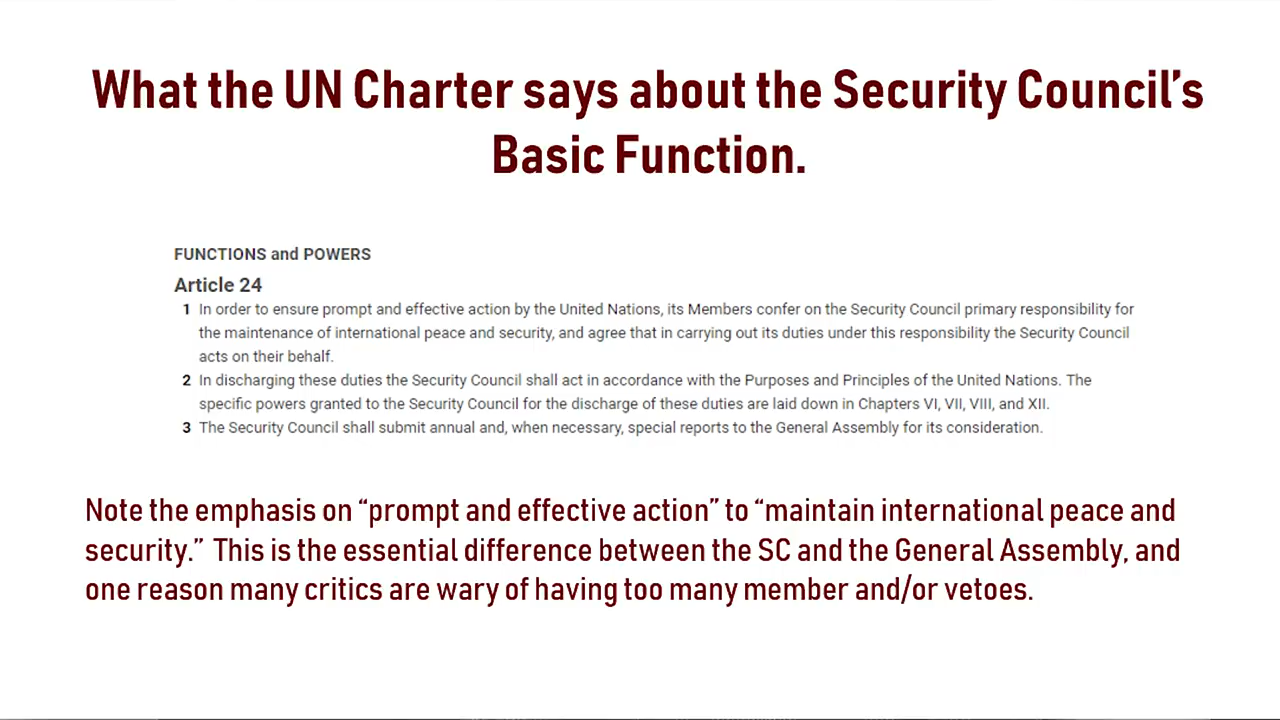 What the UN Charter says about the Security Council’s
Basic Function.
FUNCTIONS and POWERS
Article 24
1 In order to ensure prompt and effective action by the United Nations, its Members confer on the Security Council primary responsibility for
the maintenance of international peace and security, and agree that in carrying out its duties under this responsibility the Security Council
acts on their behalf.
2 In discharging these duties the Security Council shall act in accordance with the Purposes and Principles of the United Nations. The
specific powers granted to the Security Council for the discharge of these duties are laid down in Chapters VI, VII, VIII, and XII.
3 The Security Council shall submit annual and, when necessary, special reports to the General Assembly for its consideration.
Note the emphasis on “prompt and effective action” to “maintain international peace and
security.” This is the essential difference between the SC and the General Assembly, and
one reason many critics are wary of having too many member and/or vetoes.